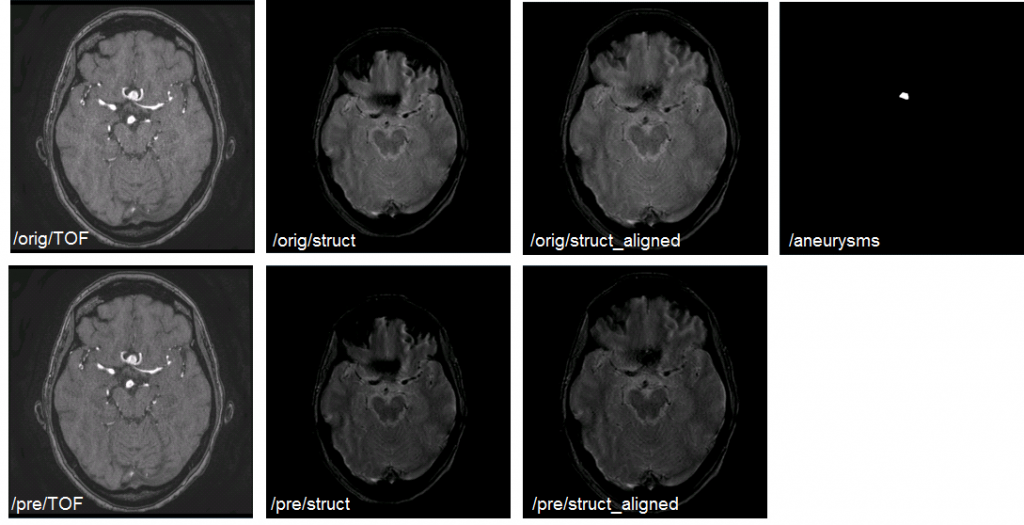 /orig/TOF
/orig/struct
/orig/struct_aligned
/aneurysms
/pre/TOF
/pre/struct
/pre/struct_aligned